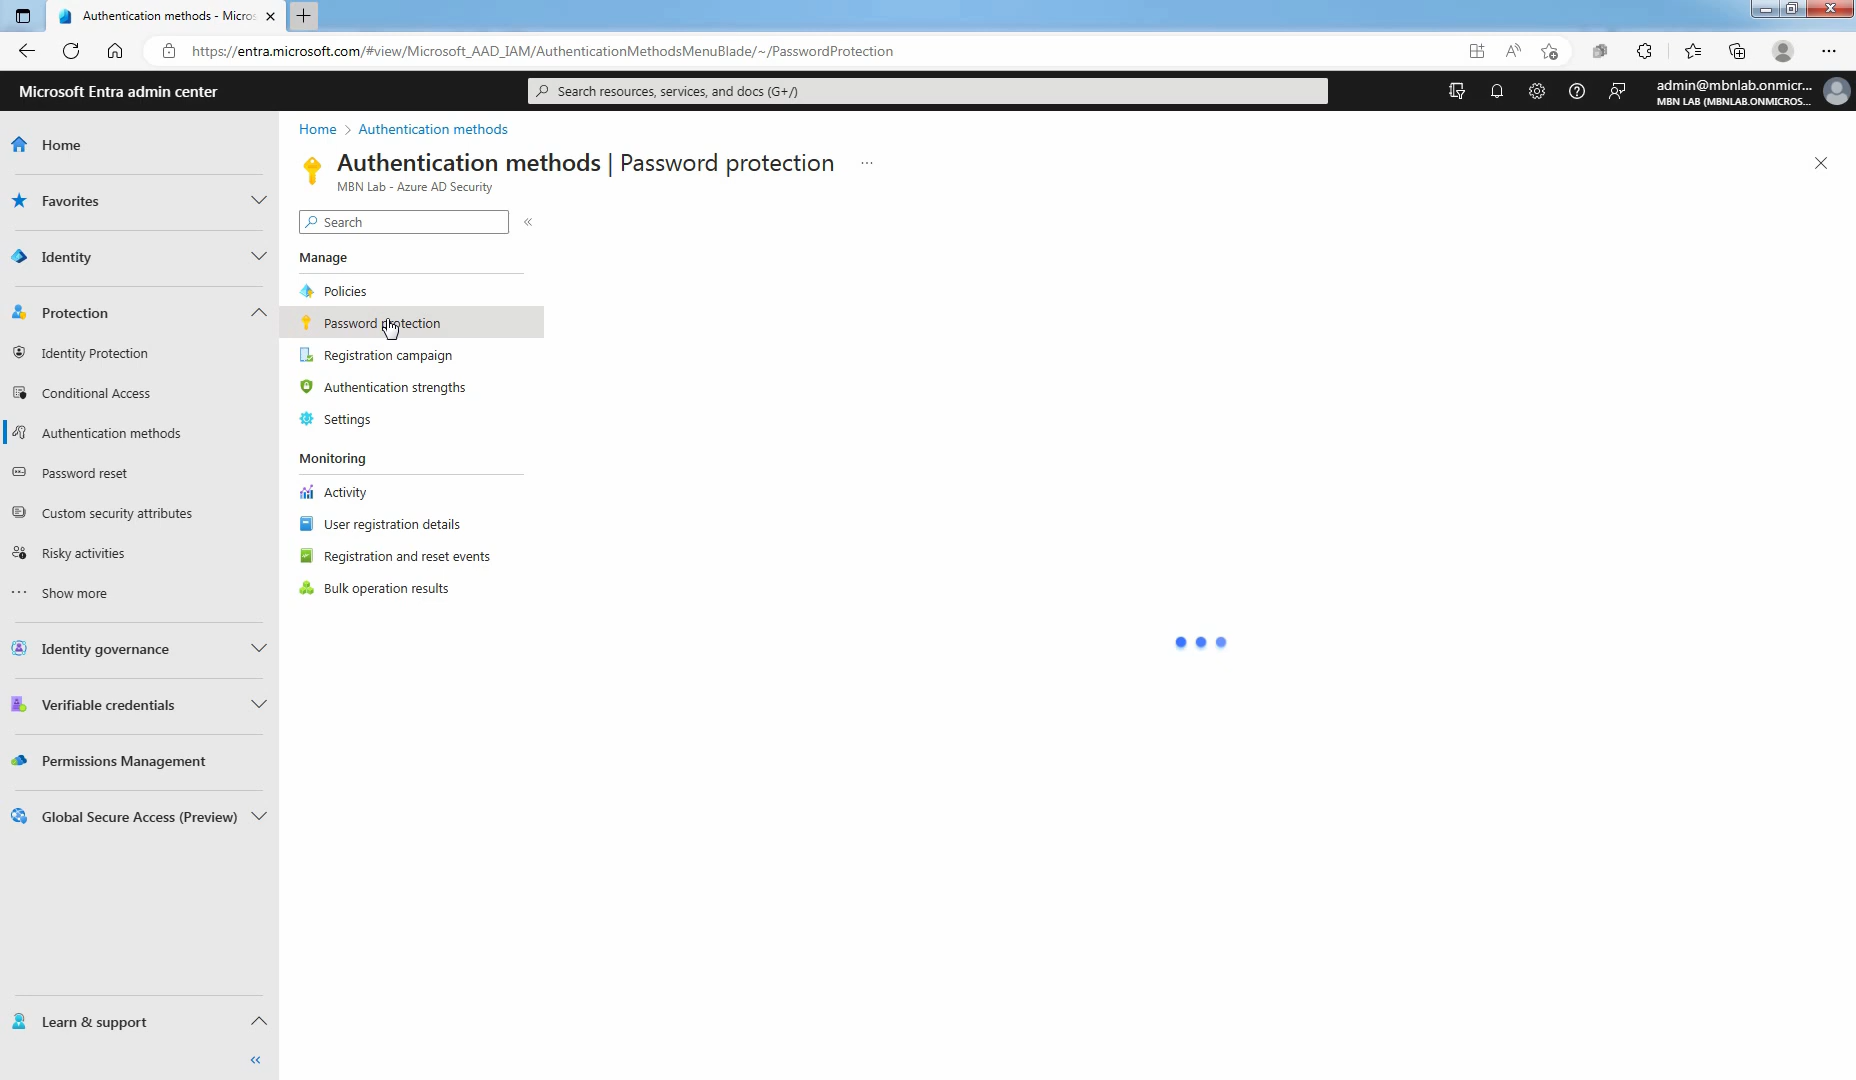 Authentication methods - Micros
https://entra.microsoft.com/#view/Microsoft_AAD_IAM/AuthenticationMethodsMenuBlade/~/PasswordProtection
Microsoft Entra admin center
Search resources, services, and docs (G+/)
admin@mbnlab.onmicr...
MBN LAB (MBNLAB.ONMICROS...
Home
Favorites
Identity
Protection
Identity Protection
Conditional Access
Authentication methods
Password reset
Custom security attributes
Risky activities
Show more
Identity governance
Verifiable credentials
Permissions Management
Global Secure Access (Preview)
Learn & support
Home > Authentication methods
Authentication methods | Password protection
MBN Lab - Azure AD Security
Search
Manage
Policies
Password protection
Registration campaign
Authentication strengths
Settings
Monitoring
Activity
User registration details
Registration and reset events
Bulk operation results